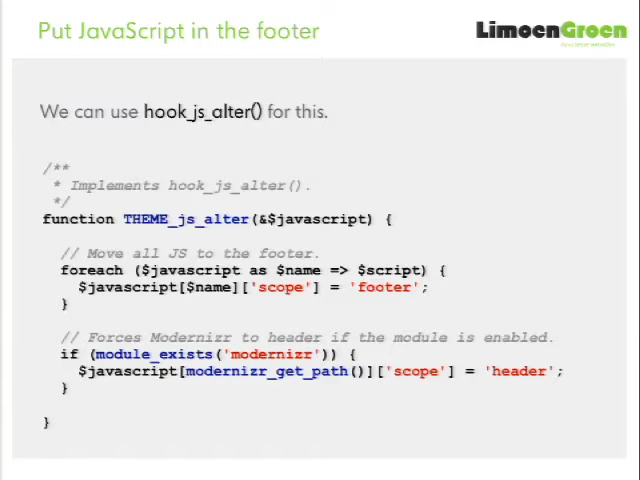 Put JavaScript in the footer
LimoenGroen
We can use hook_js_alter() for this.
/**
 * Implements hook_js_alter().
 */
function THEME_js_alter(&$javascript) {
  // Move all JS to the footer.
  foreach ($javascript as $name => $script) {
    $javascript[$name]['scope'] = 'footer';
  }
  // Forces Modernizr to header if the module is enabled.
  if (module_exists('modernizr')) {
    $javascript[modernizr_get_path()]['scope'] = 'header';
  }
}